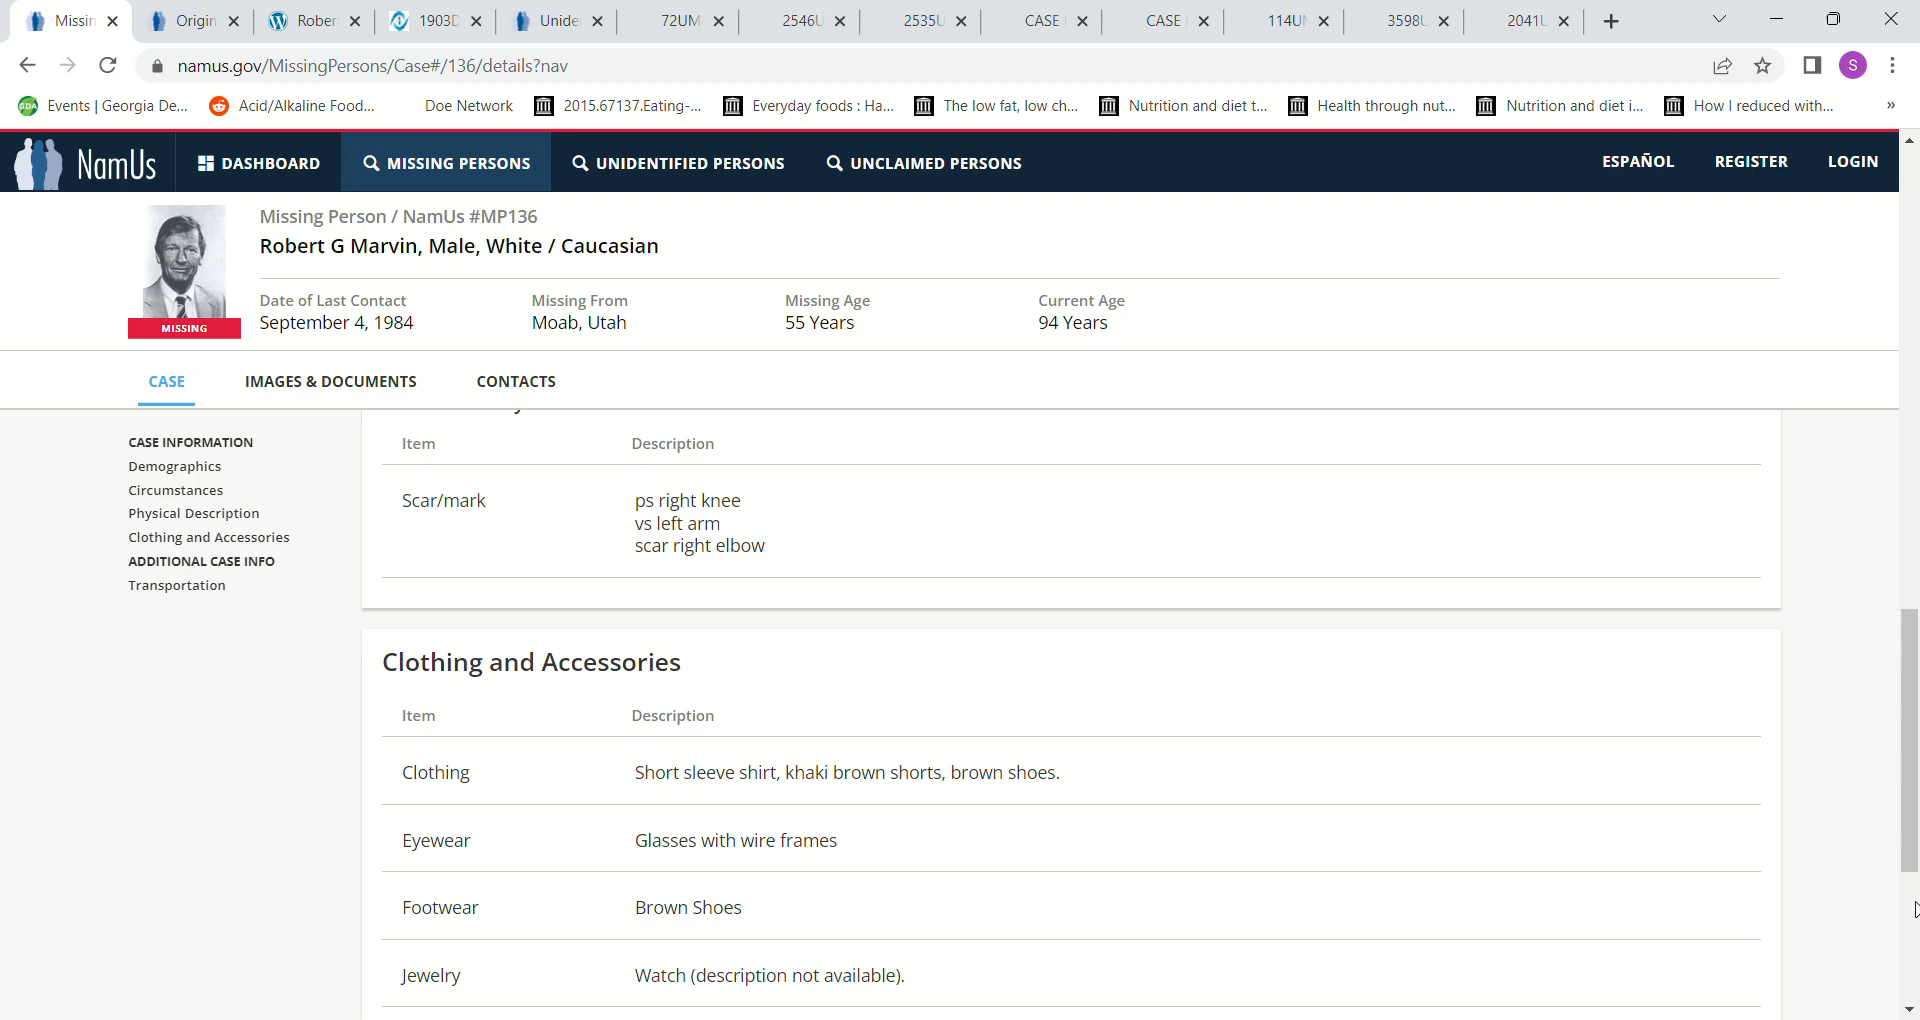 Missin
Origin
Rober
1903D
Unide
72UM
2546U
2535U
CASE
CASE
114UM
3598U
2041U
namus.gov/MissingPersons/Case#/136/details?nav
S
GDA
Events | Georgia De...
Acid/Alkaline Food...
Doe Network
2015.67137.Eating-...
Everyday foods : Ha...
The low fat, low ch...
Nutrition and diet t...
Health through nut...
Nutrition and diet i...
How I reduced with...
»
NamUs
DASHBOARD
MISSING PERSONS
UNIDENTIFIED PERSONS
UNCLAIMED PERSONS
ESPAÑOL
REGISTER
LOGIN
Missing Person / NamUs #MP136
Robert G Marvin, Male, White / Caucasian
MISSING
Date of Last Contact
September 4, 1984
Missing From
Moab, Utah
Missing Age
55 Years
Current Age
94 Years
CASE
IMAGES & DOCUMENTS
CONTACTS
CASE INFORMATION
Demographics
Circumstances
Physical Description
Clothing and Accessories
ADDITIONAL CASE INFO
Transportation
Item Description
Scar/mark ps right knee
vs left arm
scar right elbow
Clothing and Accessories
Item Description
Clothing Short sleeve shirt, khaki brown shorts, brown shoes.
Eyewear Glasses with wire frames
Footwear Brown Shoes
Jewelry Watch (description not available).